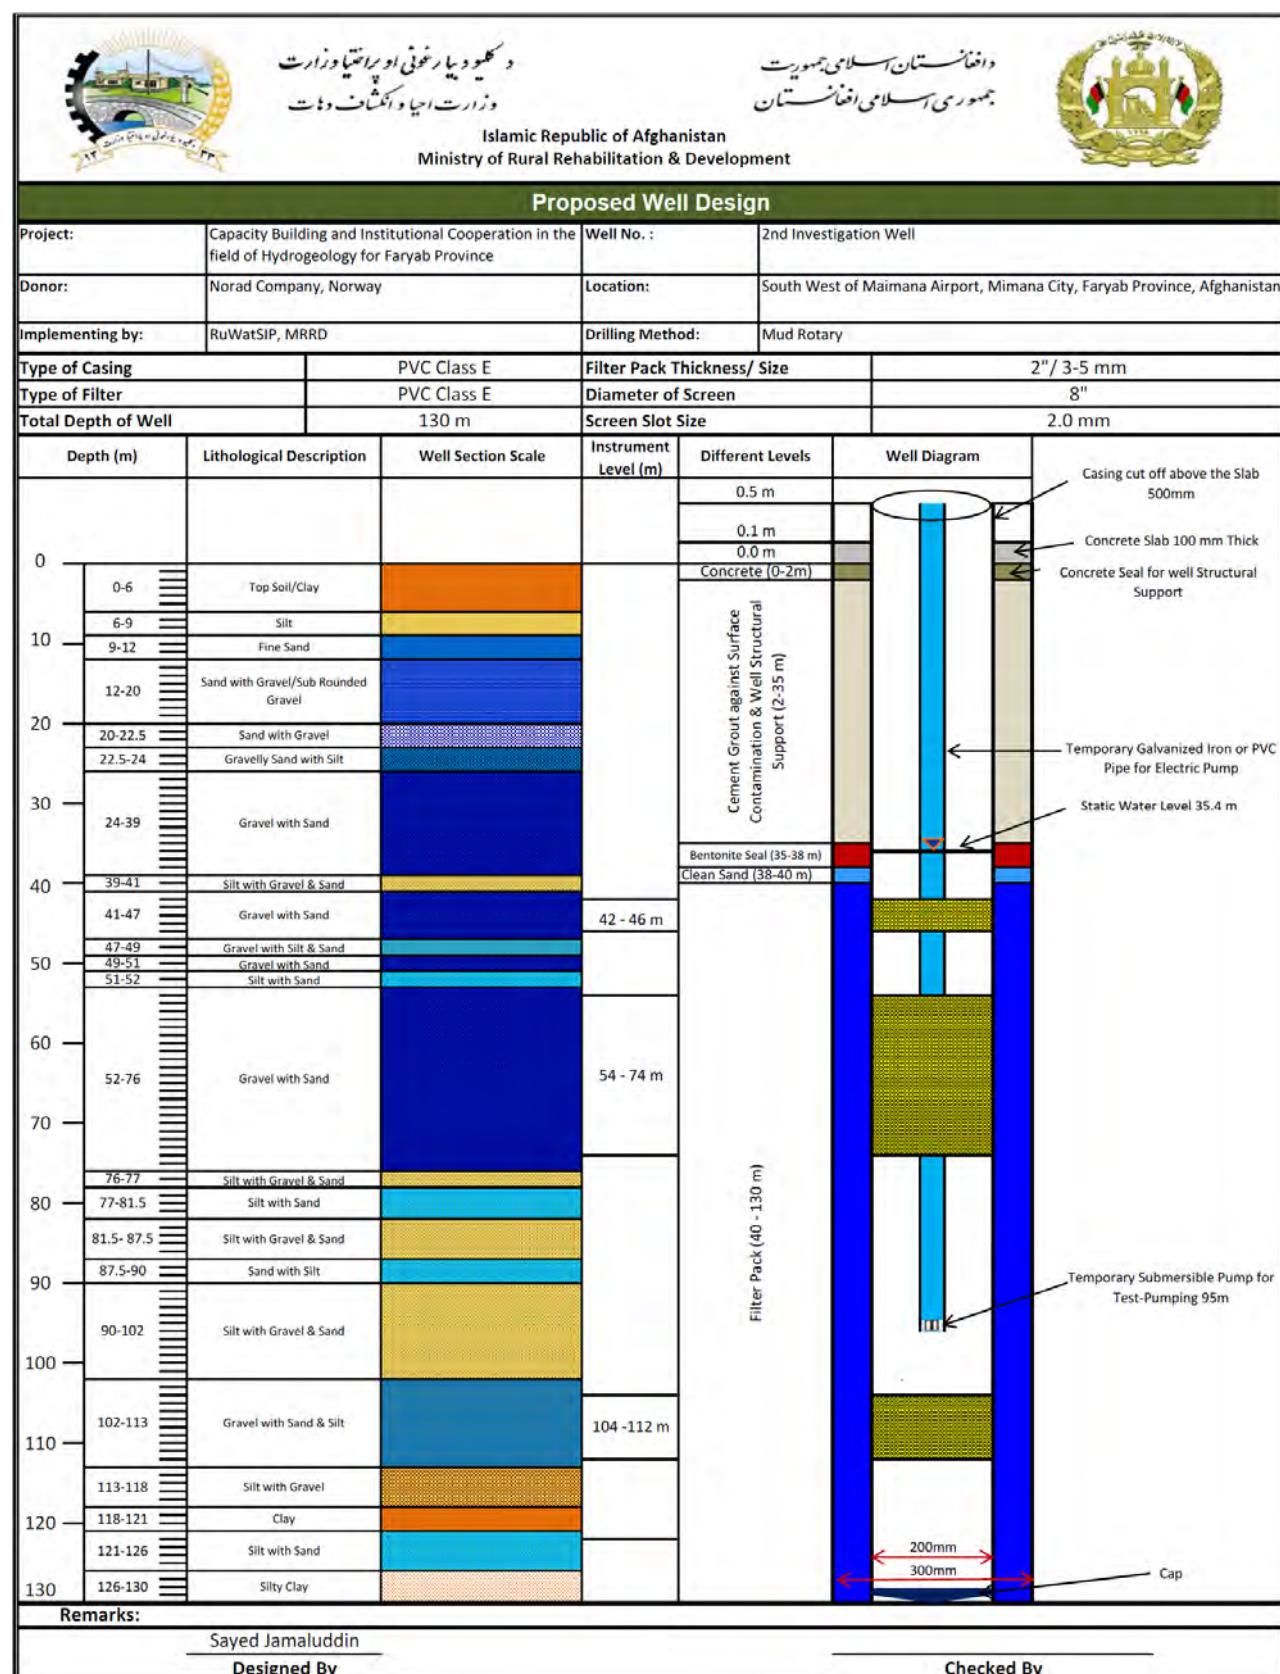 د کليو د بيا رغونې او پراختيا وزارت
وزارت احیا و انکشاف دهات
د افغانستان اسلامی جمهوریت
جمهوری اسلامی افغانستان
Islamic Republic of Afghanistan
Ministry of Rural Rehabilitation & Development
Proposed Well Design
Project: Capacity Building and Institutional Cooperation in the field of Hydrogeology for Faryab Province
Well No. : 2nd Investigation Well
Donor: Norad Company, Norway
Location: South West of Maimana Airport, Mimana City, Faryab Province, Afghanistan
Implementing by: RuWatSIP, MRRD
Drilling Method: Mud Rotary
Type of Casing PVC Class E Filter Pack Thickness/ Size 2"/ 3-5 mm
Type of Filter PVC Class E Diameter of Screen 8"
Total Depth of Well 130 m Screen Slot Size 2.0 mm
Depth (m) Lithological Description Well Section Scale Instrument Level (m) Different Levels Well Diagram
0
10
20
30
40
50
60
70
80
90
100
110
120
130
0-6 Top Soil/Clay
6-9 Silt
9-12 Fine Sand
12-20 Sand with Gravel/Sub Rounded Gravel
20-22.5 Sand with Gravel
22.5-24 Gravelly Sand with Silt
24-39 Gravel with Sand
39-41 Silt with Gravel & Sand
41-47 Gravel with Sand
47-49 Gravel with Silt & Sand
49-51 Gravel with Sand
51-52 Silt with Sand
52-76 Gravel with Sand
76-77 Silt with Gravel & Sand
77-81.5 Silt with Sand
81.5- 87.5 Silt with Gravel & Sand
87.5-90 Sand with Silt
90-102 Silt with Gravel & Sand
102-113 Gravel with Sand & Silt
113-118 Silt with Gravel
118-121 Clay
121-126 Silt with Sand
126-130 Silty Clay
42 - 46 m
54 - 74 m
104 -112 m
0.5 m
0.1 m
0.0 m
Concrete (0-2m)
Cement Grout against Surface
Contamination & Well Structural
Support (2-35 m)
Bentonite Seal (35-38 m)
Clean Sand (38-40 m)
Filter Pack (40 - 130 m)
Casing cut off above the Slab
500mm
Concrete Slab 100 mm Thick
Concrete Seal for well Structural
Support
Temporary Galvanized Iron or PVC
Pipe for Electric Pump
Static Water Level 35.4 m
Temporary Submersible Pump for
Test-Pumping 95m
200mm
300mm
Cap
Remarks:
Sayed Jamaluddin
Designed By
Checked By